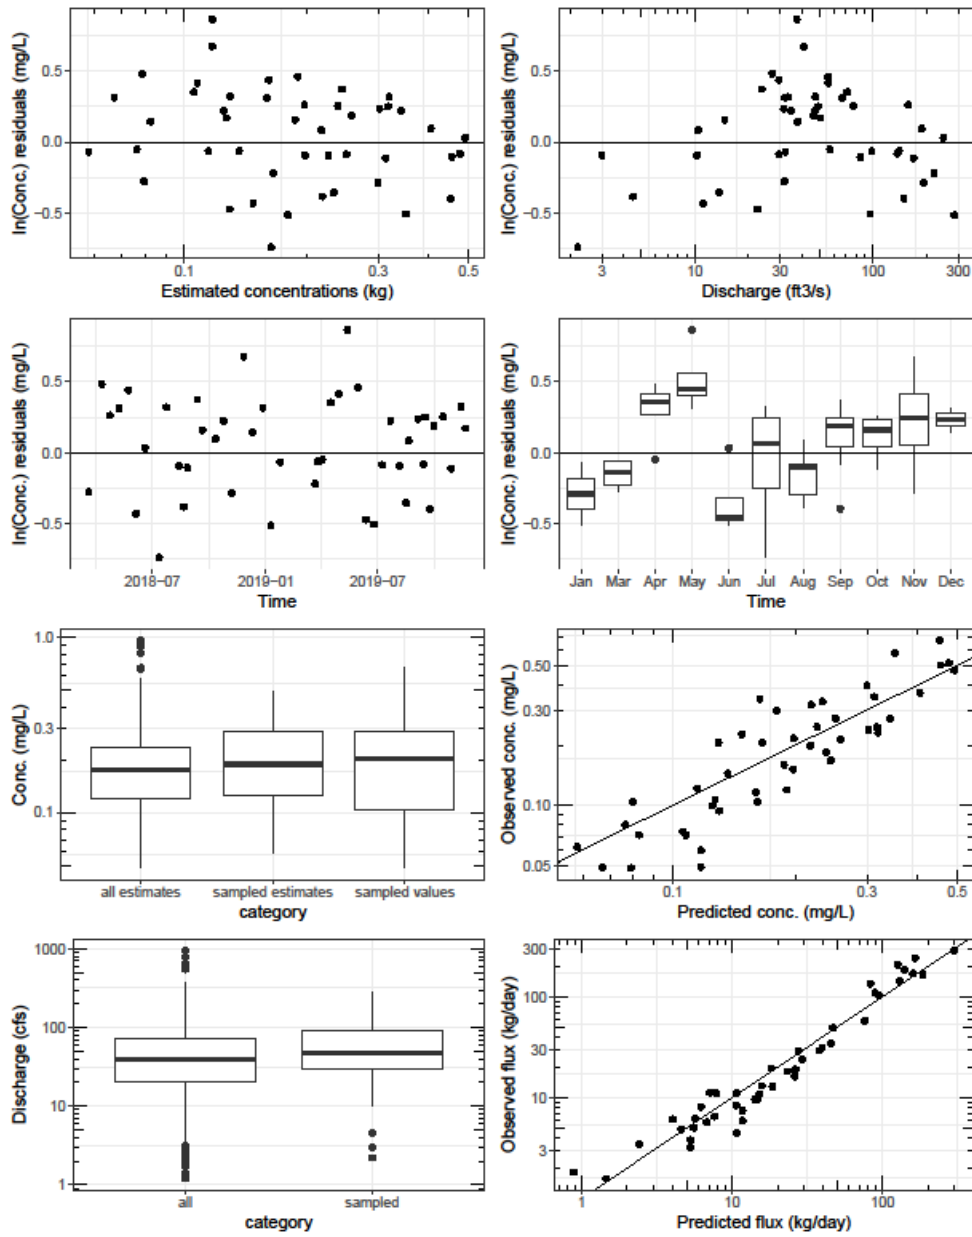 ln(Conc.) residuals (mg/L)
0.5
0.0
−0.5
0.1
0.3
0.5
Estimated concentrations (kg)
ln(Conc.) residuals (mg/L)
0.5
0.0
−0.5
3
10
30
100
300
Discharge (ft3/s)
ln(Conc.) residuals (mg/L)
0.5
0.0
−0.5
2018−07
2019−01
2019−07
Time
ln(Conc.) residuals (mg/L)
0.5
0.0
−0.5
Jan Mar Apr May Jun Jul Aug Sep Oct Nov Dec
Time
Conc. (mg/L)
1.0
0.3
0.1
all estimates
sampled estimates
sampled values
category
Observed conc. (mg/L)
0.50
0.30
0.10
0.05
0.1
0.3
0.5
Predicted conc. (mg/L)
Discharge (cfs)
1000
100
10
1
all
sampled
category
Observed flux (kg/day)
300
100
30
10
3
1
10
100
Predicted flux (kg/day)